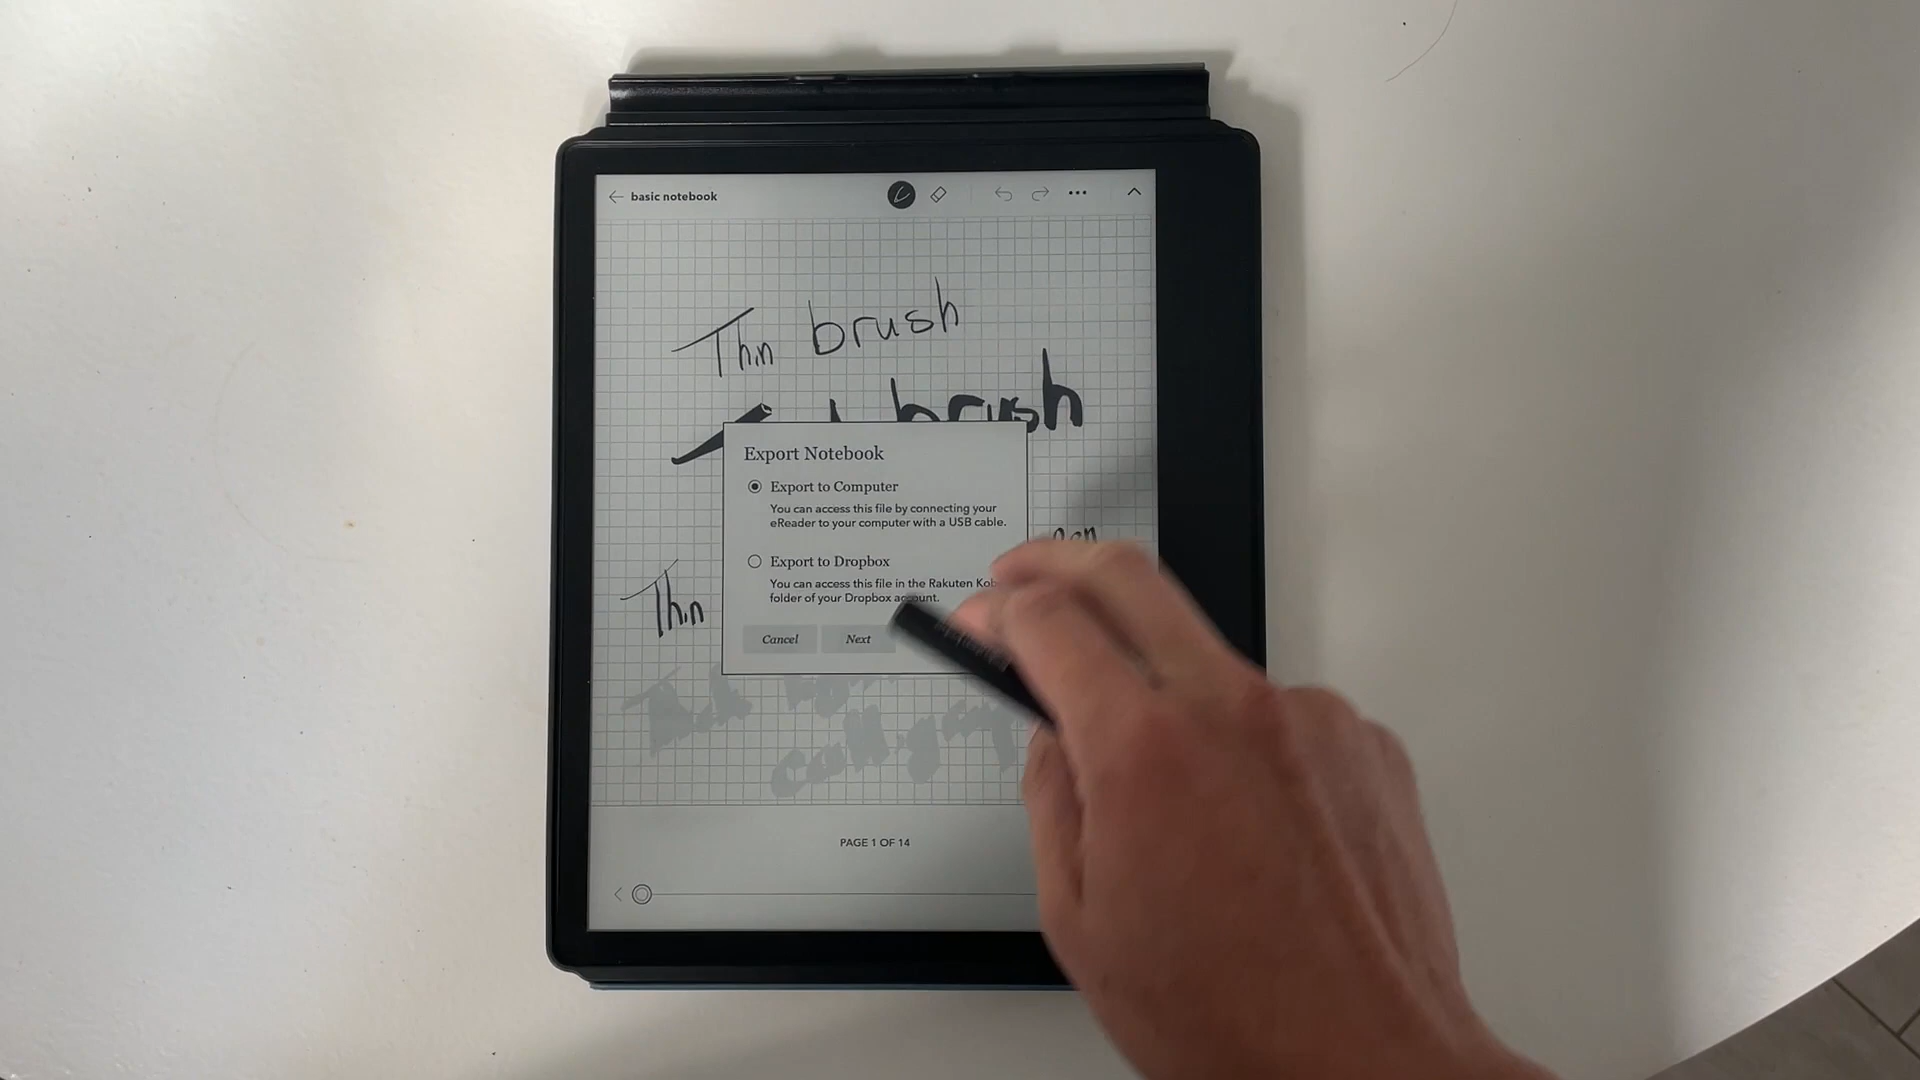 basic notebook
Thin brush
brush
Export Notebook
Export to Computer
You can access this file by connecting your
eReader to your computer with a USB cable.
pen
Export to Dropbox
You can access this file in the Rakuten Kob
folder of your Dropbox account.
Thin
Cancel Next
PAGE 1 OF 14